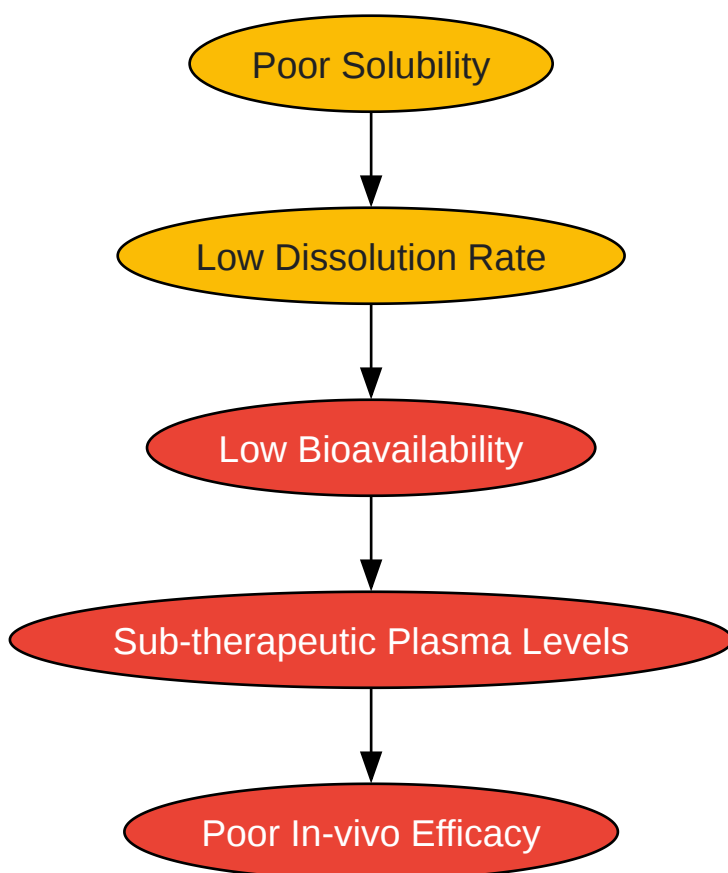 Poor Solubility
Low Dissolution Rate
Low Bioavailability
Sub-therapeutic Plasma Levels
Poor In-vivo Efficacy